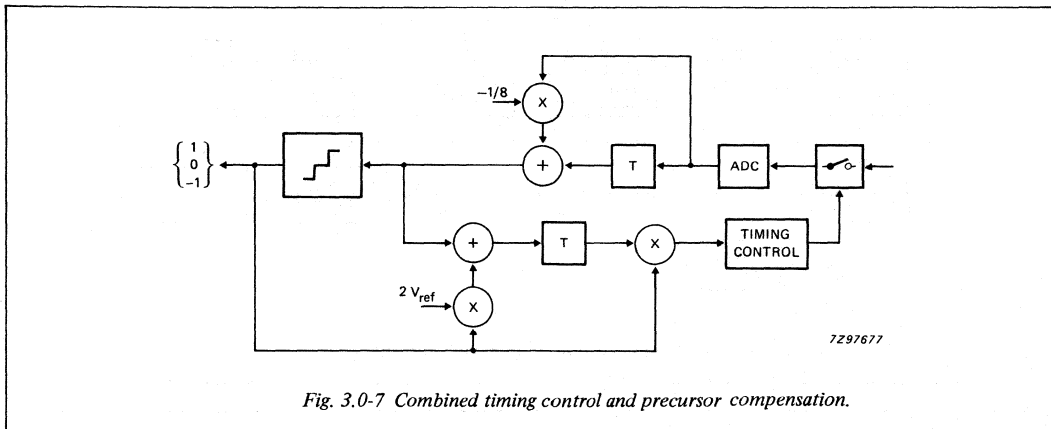 −1/8
X
{ 1 0 −1 }
+
T
ADC
+
T
X
TIMING
CONTROL
2 Vref
X
7Z97677
Fig. 3.0-7 Combined timing control and precursor compensation.